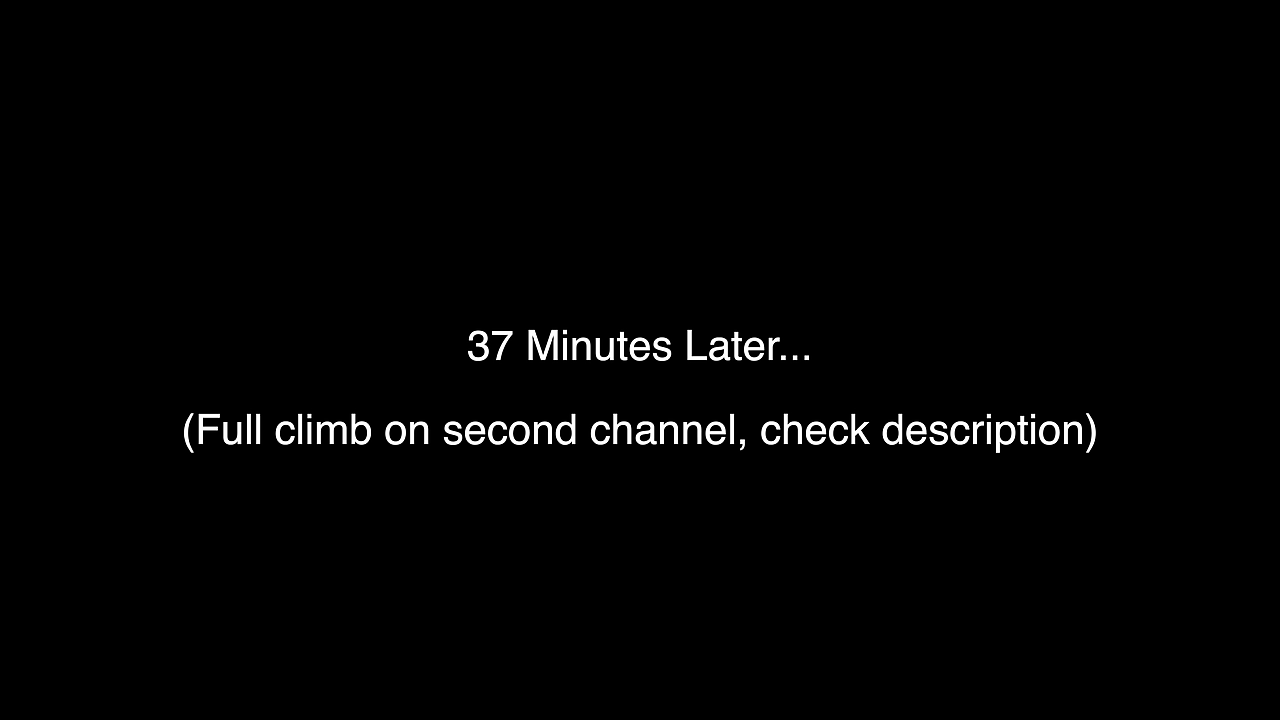 37 Minutes Later...
(Full climb on second channel, check description)